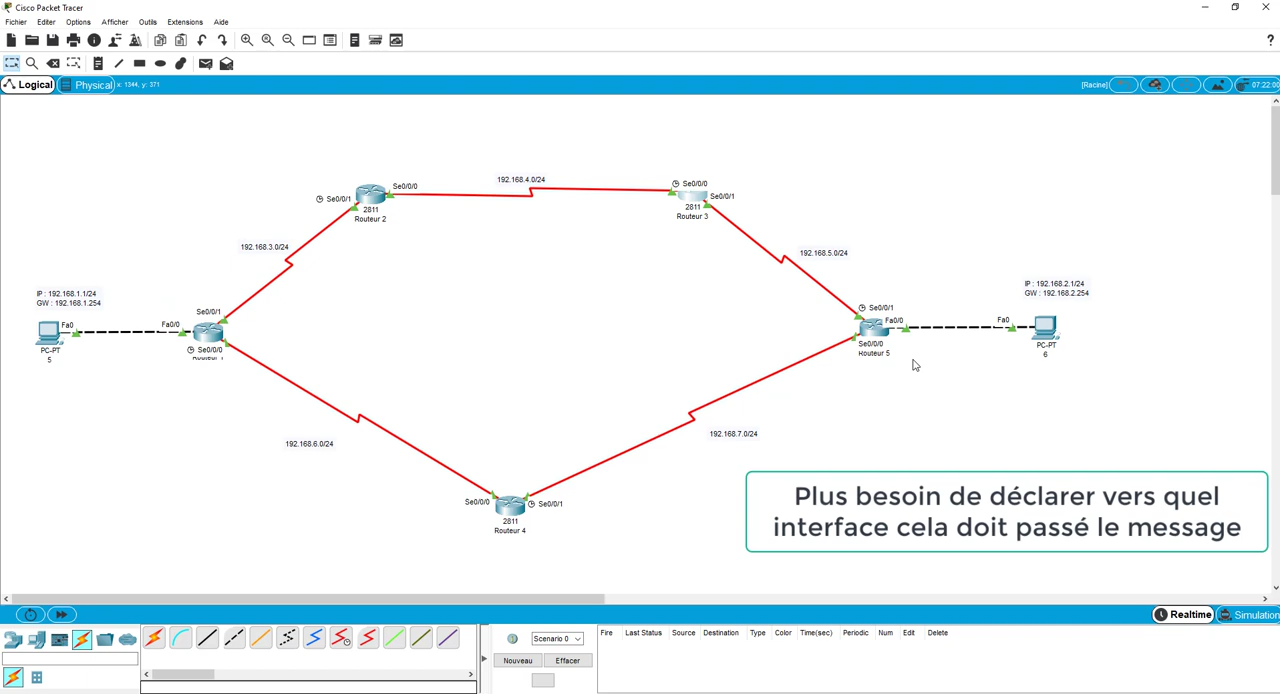 Cisco Packet Tracer
Fichier Editer Options Afficher Outils Extensions Aide
?
Logical Physical x: 1344, y: 371 [Racine] 07:22:00
192.168.4.0/24
Se0/0/0
Se0/0/0
Se0/0/1
Se0/0/1
2811
Routeur 2
2811
Routeur 3
192.168.3.0/24
192.168.5.0/24
IP : 192.168.1.1/24
GW : 192.168.1.254
IP : 192.168.2.1/24
GW : 192.168.2.254
Se0/0/1
Se0/0/1
Fa0
Fa0/0
Fa0/0
Fa0
Se0/0/0
Se0/0/0
PC-PT
5
Routeur 5
PC-PT
6
192.168.6.0/24
192.168.7.0/24
Se0/0/0
Se0/0/1
2811
Routeur 4
Plus besoin de déclarer vers quel
interface cela doit passé le message
Realtime Simulation
Scenario 0
Nouveau Effacer
Fire Last Status Source Destination Type Color Time(sec) Periodic Num Edit Delete